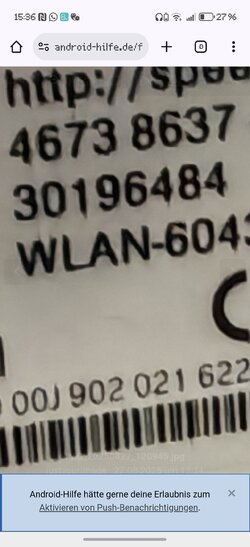 15:36
27 %
android-hilfe.de/f
http://spee
4673 8637
30196484
WLAN-604
00J 902 021 622
Android-Hilfe hätte gerne deine Erlaubnis zum
Aktivieren von Push-Benachrichtigungen.